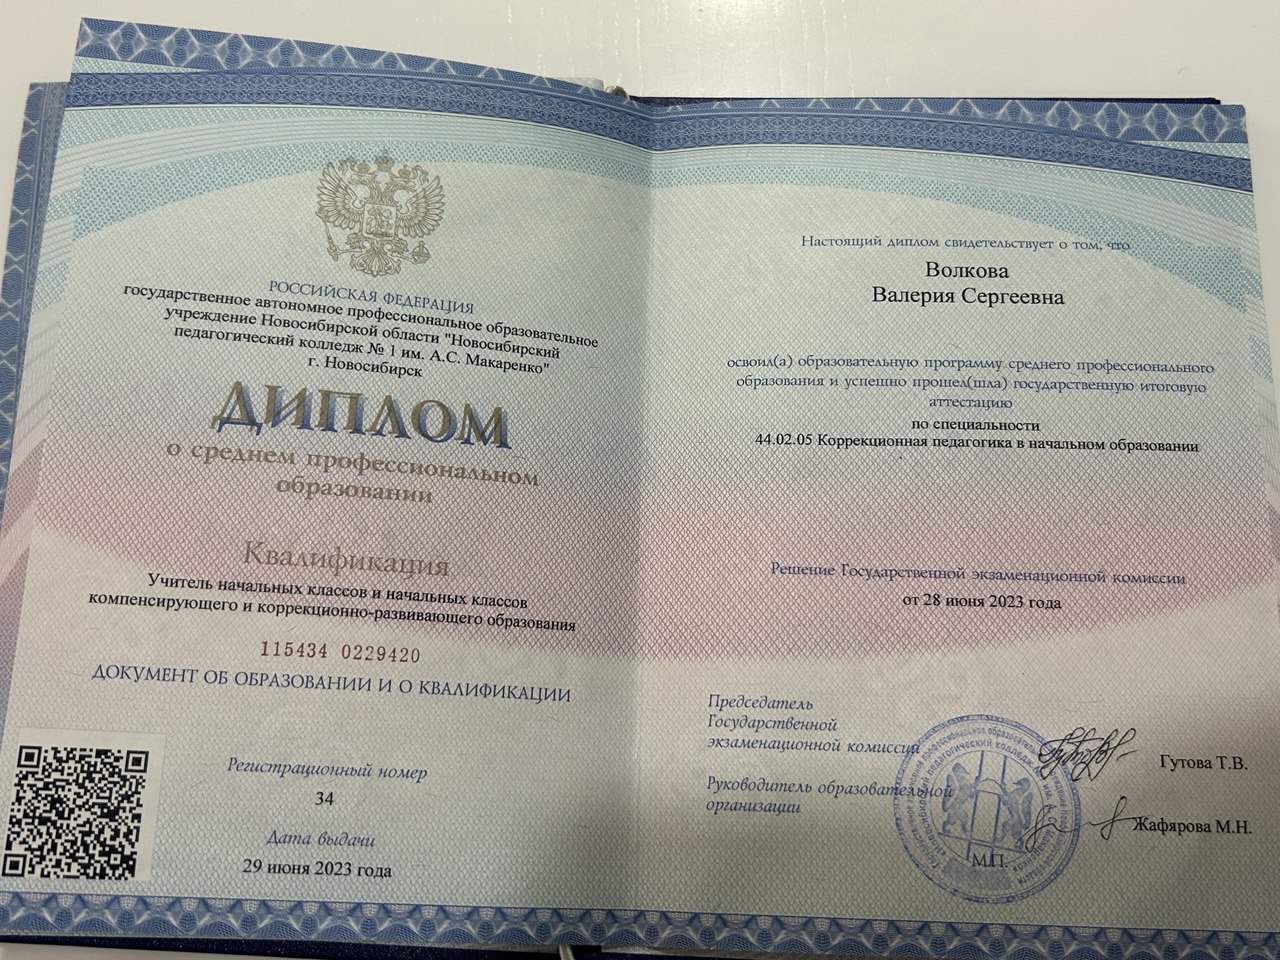 РОССИЙСКАЯ ФЕДЕРАЦИЯ
государственное автономное профессиональное образовательное
учреждение Новосибирской области "Новосибирский
педагогический колледж № 1 им. А.С. Макаренко"
г. Новосибирск
ДИПЛОМ
о среднем профессиональном
образовании
Квалификация
Учитель начальных классов и начальных классов
компенсирующего и коррекционно-развивающего образования
115434 0229420
ДОКУМЕНТ ОБ ОБРАЗОВАНИИ И О КВАЛИФИКАЦИИ
Регистрационный номер
34
Дата выдачи
29 июня 2023 года
Настоящий диплом свидетельствует о том, что
Волкова
Валерия Сергеевна
освоил(а) образовательную программу среднего профессионального
образования и успешно прошел(шла) государственную итоговую
аттестацию
по специальности
44.02.05 Коррекционная педагогика в начальном образовании
Решение Государственной экзаменационной комиссии
от 28 июня 2023 года
Председатель
Государственной
экзаменационной комиссии
Гутова Т.В.
Руководитель образовательной
организации
Жафярова М.Н.
М.П.